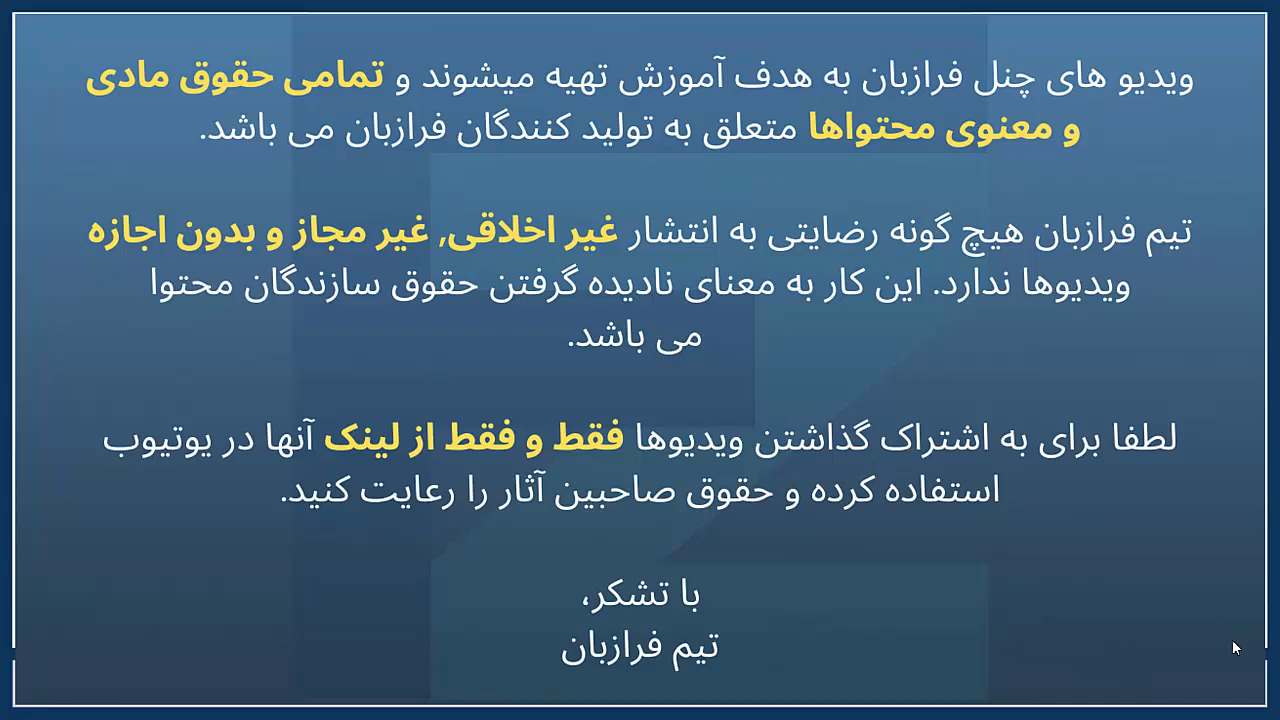 ویدیو های چنل فرازبان به هدف آموزش تهیه میشوند و تمامی حقوق مادی
و معنوی محتواها متعلق به تولید کنندگان فرازبان می باشد.
تیم فرازبان هیچ گونه رضایتی به انتشار غیر اخلاقی, غیر مجاز و بدون اجازه
ویدیوها ندارد. این کار به معنای نادیده گرفتن حقوق سازندگان محتوا
می باشد.
لطفا برای به اشتراک گذاشتن ویدیوها فقط و فقط از لینک آنها در یوتیوب
استفاده کرده و حقوق صاحبین آثار را رعایت کنید.
با تشکر،
تیم فرازبان